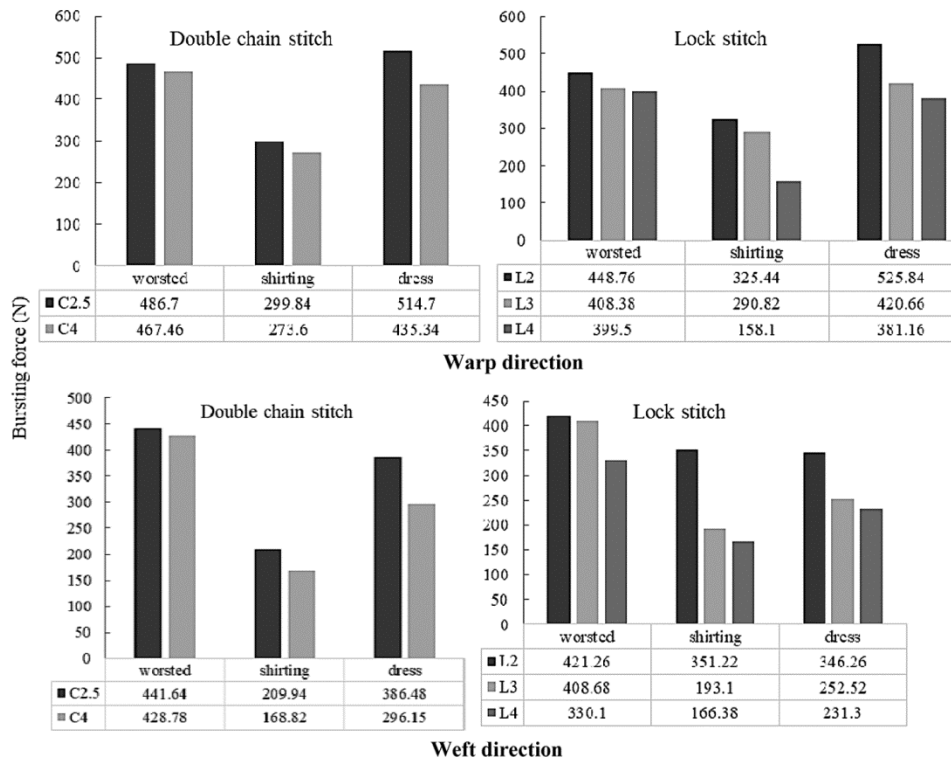 Bursting force (N)
Double chain stitch
600
500
400
300
200
100
0
worsted shirting dress
C2.5 486.7 299.84 514.7
C4 467.46 273.6 435.34
Lock stitch
600
500
400
300
200
100
0
worsted shirting dress
L2 448.76 325.44 525.84
L3 408.38 290.82 420.66
L4 399.5 158.1 381.16
Warp direction
Double chain stitch
500
450
400
350
300
250
200
150
100
50
0
worsted shirting dress
C2.5 441.64 209.94 386.48
C4 428.78 168.82 296.15
Lock stitch
450
400
350
300
250
200
150
100
50
0
worsted shirting dress
L2 421.26 351.22 346.26
L3 408.68 193.1 252.52
L4 330.1 166.38 231.3
Weft direction